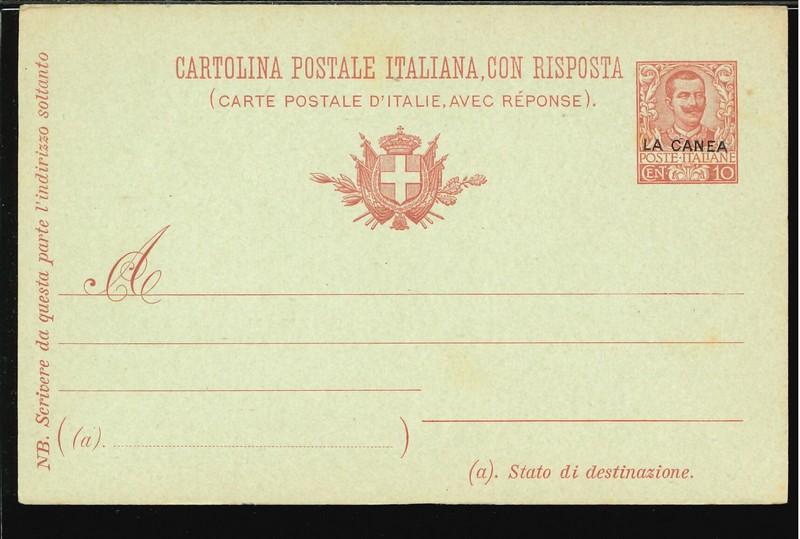 CARTOLINA POSTALE ITALIANA, CON RISPOSTA
(CARTE POSTALE D'ITALIE, AVEC RÉPONSE).
LA CANEA
POSTE·ITALIANE
CEN. 10
A
(a).
(a). Stato di destinazione.
NB. Scrivere da questa parte l'indirizzo soltanto